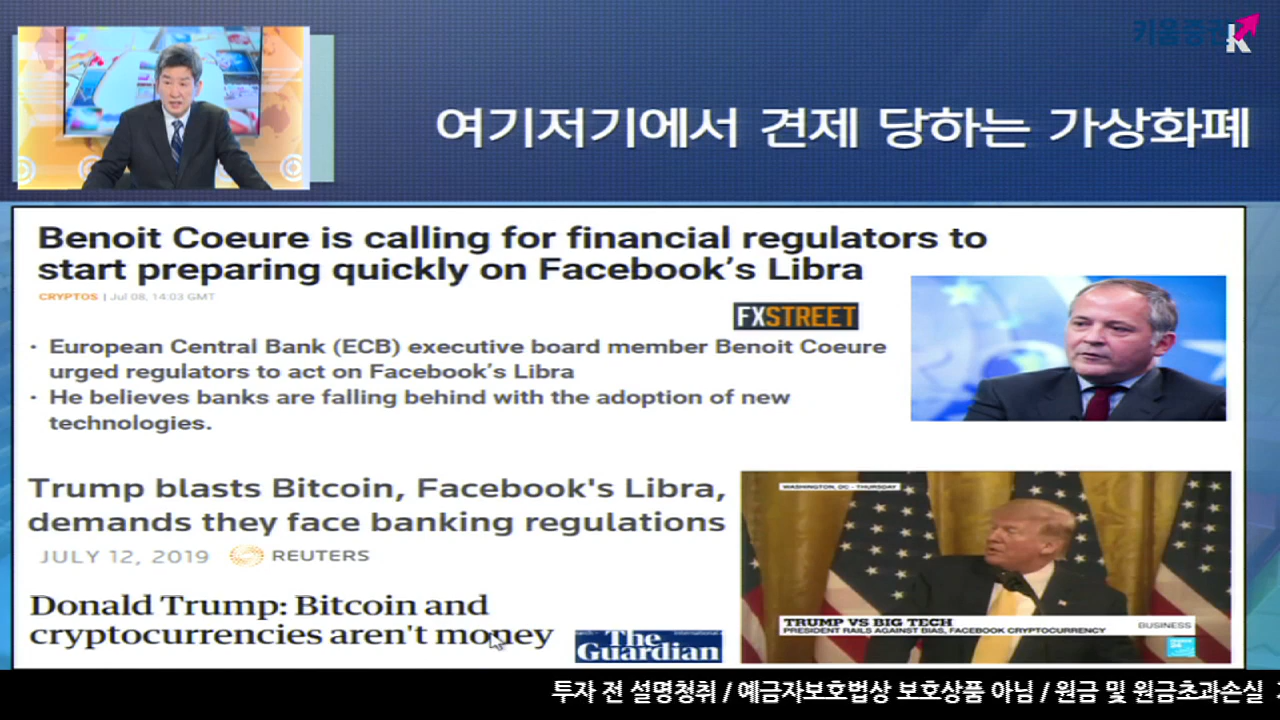 키움증권
여기저기에서 견제 당하는 가상화폐
Benoit Coeure is calling for financial regulators to
start preparing quickly on Facebook's Libra
CRYPTOS | Jul 08, 14:03 GMT
FXSTREET
· European Central Bank (ECB) executive board member Benoit Coeure
urged regulators to act on Facebook's Libra
· He believes banks are falling behind with the adoption of new
technologies.
Trump blasts Bitcoin, Facebook's Libra,
demands they face banking regulations
JULY 12, 2019 REUTERS
Donald Trump: Bitcoin and
cryptocurrencies aren't money
The
Guardian
WASHINGTON, DC - THURSDAY
TRUMP VS BIG TECH
PRESIDENT RAILS AGAINST BIAS, FACEBOOK CRYPTOCURRENCY
BUSINESS
투자 전 설명청취 / 예금자보호법상 보호상품 아님 / 원금 및 원금초과손실